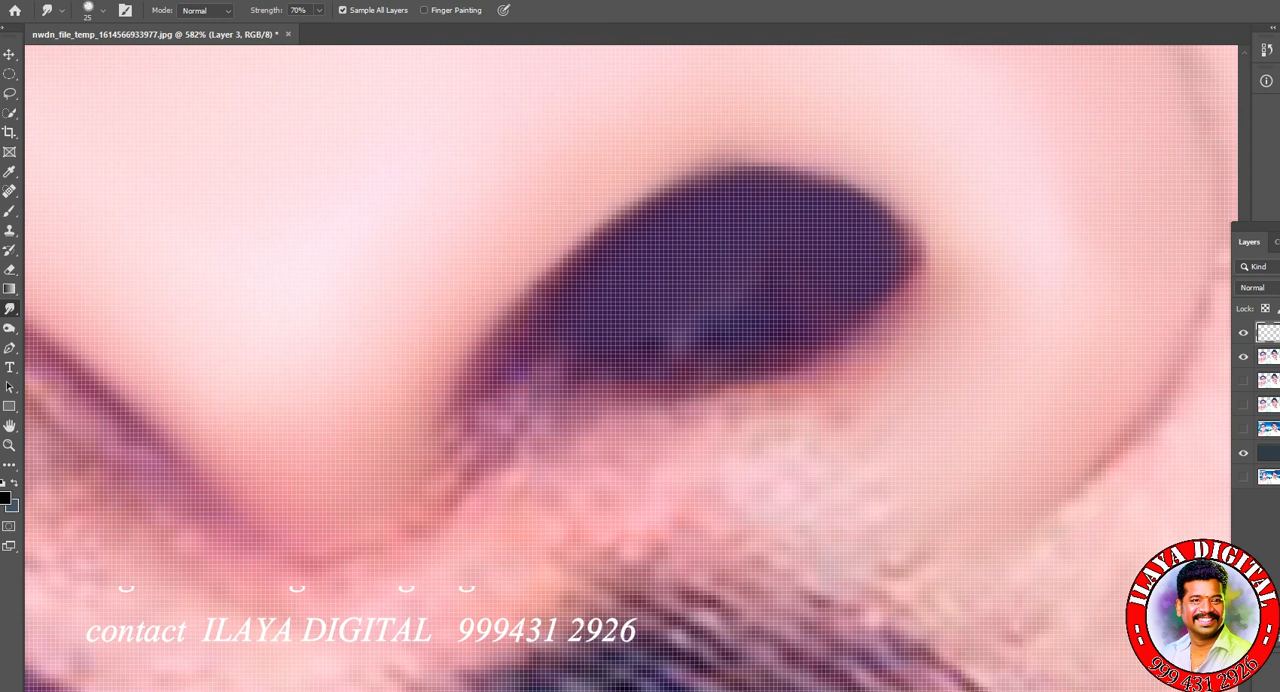 Mode: Normal Strength: 70% Sample All Layers Finger Painting
25
nwdn_file_temp_1614566933977.jpg @ 582% (Layer 3, RGB/8) *
Layers
Kind
Normal
Lock:
contact ILAYA DIGITAL 999431 2926
ILAYA DIGITAL
999 431 2926